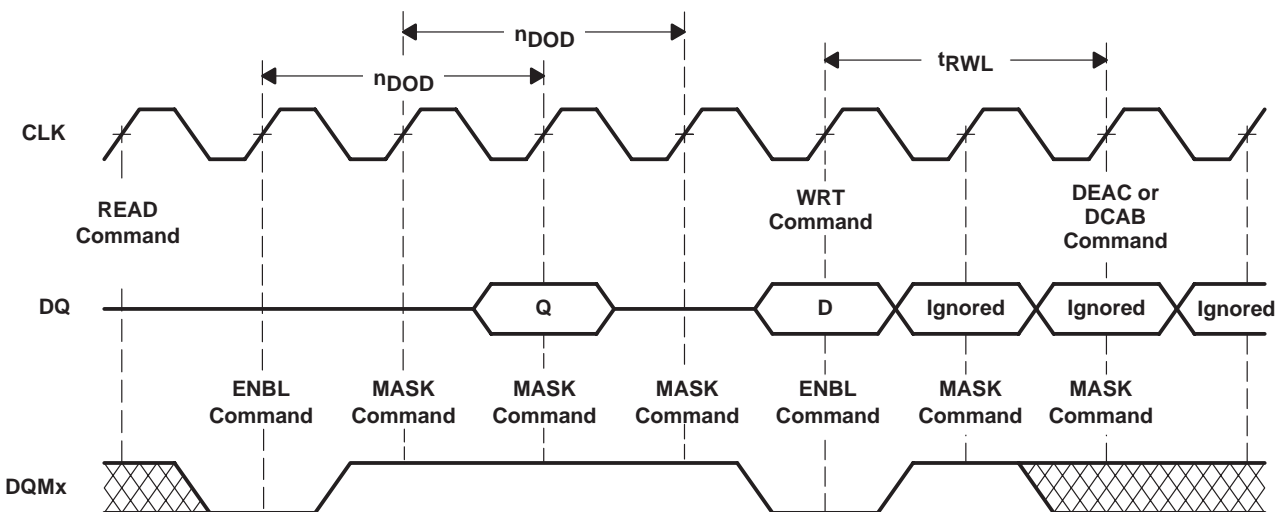 nDOD
nDOD
tRWL
CLK
READ
Command
WRT
Command
DEAC or
DCAB
Command
DQ
Q
D
Ignored
Ignored
Ignored
ENBL
Command
MASK
Command
MASK
Command
MASK
Command
ENBL
Command
MASK
Command
MASK
Command
DQMx